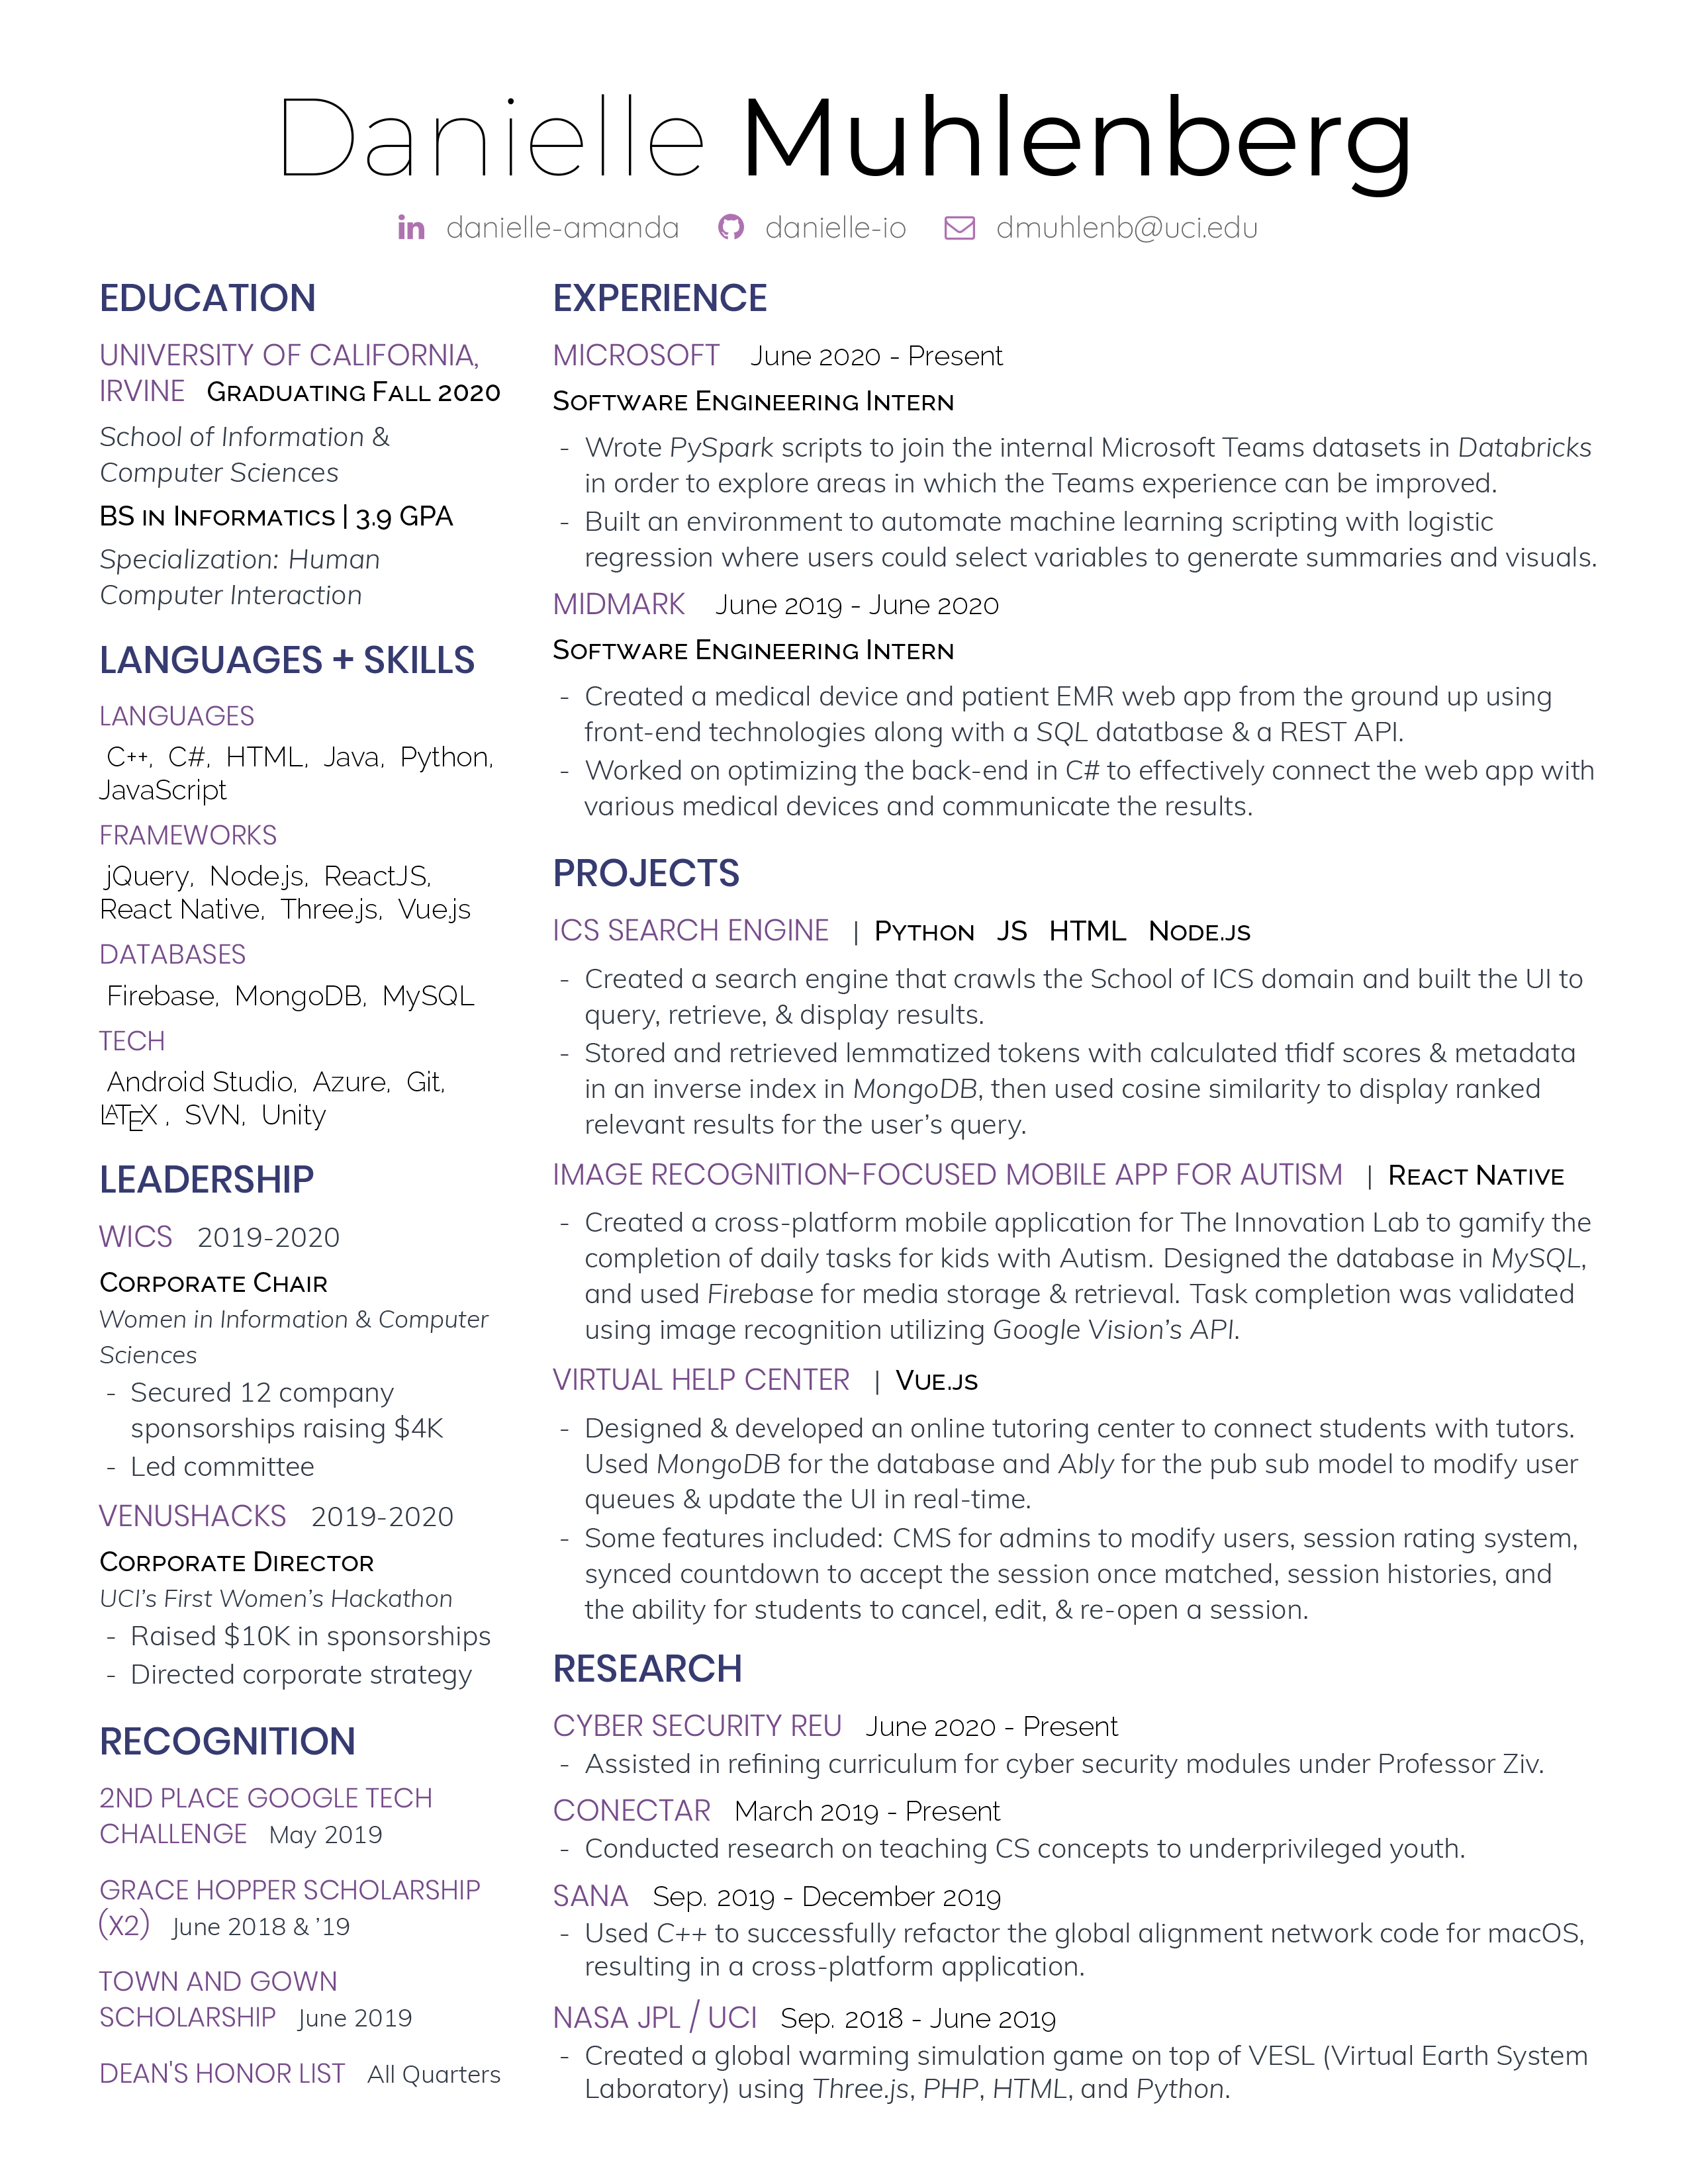 Danielle Muhlenberg
danielle-amanda danielle-io dmuhlenb@uci.edu
EDUCATION
UNIVERSITY OF CALIFORNIA,
IRVINE Graduating Fall 2020
School of Information &
Computer Sciences
BS in Informatics | 3.9 GPA
Specialization: Human
Computer Interaction
LANGUAGES + SKILLS
LANGUAGES
C++, C#, HTML, Java, Python,
JavaScript
FRAMEWORKS
jQuery, Node.js, ReactJS,
React Native, Three.js, Vue.js
DATABASES
Firebase, MongoDB, MySQL
TECH
Android Studio, Azure, Git,
LATEX , SVN, Unity
LEADERSHIP
WICS 2019-2020
Corporate Chair
Women in Information & Computer
Sciences
- Secured 12 company
sponsorships raising $4K
- Led committee
VENUSHACKS 2019-2020
Corporate Director
UCI's First Women's Hackathon
- Raised $10K in sponsorships
- Directed corporate strategy
RECOGNITION
2ND PLACE GOOGLE TECH
CHALLENGE May 2019
GRACE HOPPER SCHOLARSHIP
(X2) June 2018 & '19
TOWN AND GOWN
SCHOLARSHIP June 2019
DEAN'S HONOR LIST All Quarters
EXPERIENCE
MICROSOFT June 2020 - Present
Software Engineering Intern
- Wrote PySpark scripts to join the internal Microsoft Teams datasets in Databricks
in order to explore areas in which the Teams experience can be improved.
- Built an environment to automate machine learning scripting with logistic
regression where users could select variables to generate summaries and visuals.
MIDMARK June 2019 - June 2020
Software Engineering Intern
- Created a medical device and patient EMR web app from the ground up using
front-end technologies along with a SQL datatbase & a REST API.
- Worked on optimizing the back-end in C# to effectively connect the web app with
various medical devices and communicate the results.
PROJECTS
ICS SEARCH ENGINE | Python JS HTML Node.js
- Created a search engine that crawls the School of ICS domain and built the UI to
query, retrieve, & display results.
- Stored and retrieved lemmatized tokens with calculated tfidf scores & metadata
in an inverse index in MongoDB, then used cosine similarity to display ranked
relevant results for the user's query.
IMAGE RECOGNITION-FOCUSED MOBILE APP FOR AUTISM | React Native
- Created a cross-platform mobile application for The Innovation Lab to gamify the
completion of daily tasks for kids with Autism. Designed the database in MySQL,
and used Firebase for media storage & retrieval. Task completion was validated
using image recognition utilizing Google Vision's API.
VIRTUAL HELP CENTER | Vue.js
- Designed & developed an online tutoring center to connect students with tutors.
Used MongoDB for the database and Ably for the pub sub model to modify user
queues & update the UI in real-time.
- Some features included: CMS for admins to modify users, session rating system,
synced countdown to accept the session once matched, session histories, and
the ability for students to cancel, edit, & re-open a session.
RESEARCH
CYBER SECURITY REU June 2020 - Present
- Assisted in refining curriculum for cyber security modules under Professor Ziv.
CONECTAR March 2019 - Present
- Conducted research on teaching CS concepts to underprivileged youth.
SANA Sep. 2019 - December 2019
- Used C++ to successfully refactor the global alignment network code for macOS,
resulting in a cross-platform application.
NASA JPL / UCI Sep. 2018 - June 2019
- Created a global warming simulation game on top of VESL (Virtual Earth System
Laboratory) using Three.js, PHP, HTML, and Python.